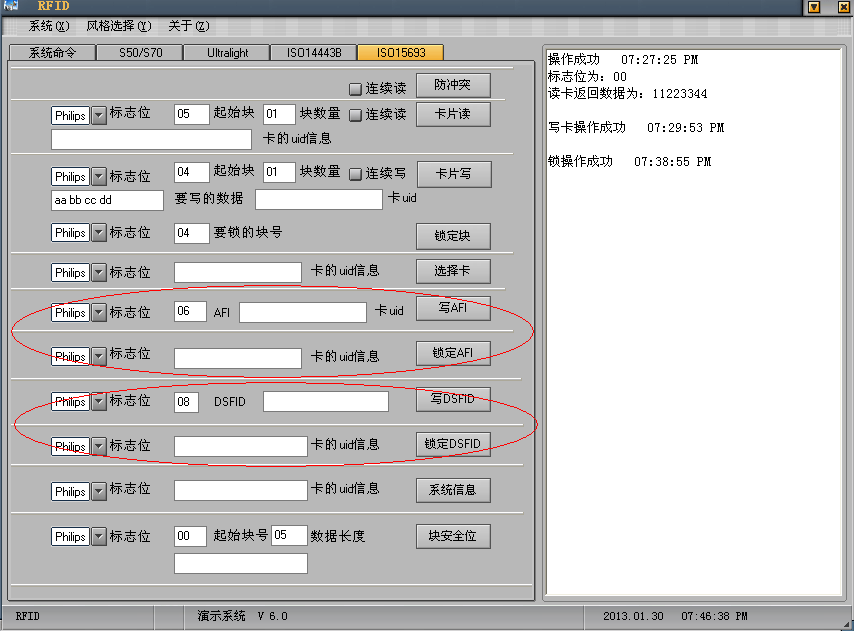 RFID
系统(X) 风格选择(Y) 关于(Z)
系统命令 S50/S70 Ultralight ISO14443B ISO15693
连续读 防冲突
Philips 标志位 05 起始块 01 块数量 连续读 卡片读
卡的uid信息
Philips 标志位 04 起始块 01 块数量 连续写 卡片写
aa bb cc dd 要写的数据 卡uid
Philips 标志位 04 要锁的块号 锁定块
Philips 标志位 卡的uid信息 选择卡
Philips 标志位 06 AFI 卡uid 写AFI
Philips 标志位 卡的uid信息 锁定AFI
Philips 标志位 08 DSFID 写DSFID
Philips 标志位 卡的uid信息 锁定DSFID
Philips 标志位 卡的uid信息 系统信息
Philips 标志位 00 起始块号 05 数据长度 块安全位
操作成功 07:27:25 PM
标志位为: 00
读卡返回数据为: 11223344
写卡操作成功 07:29:53 PM
锁操作成功 07:38:55 PM
RFID 演示系统 V 6.0 2013.01.30 07:46:38 PM